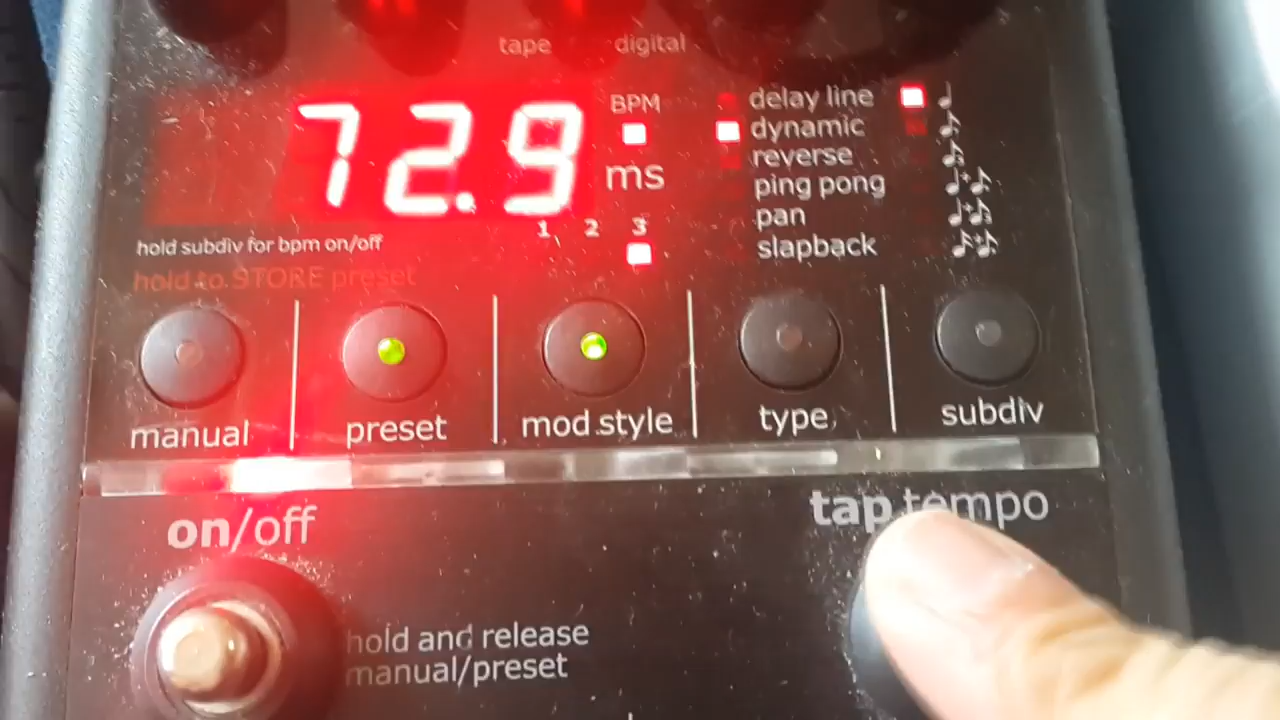 tape digital
72.9
BPM
ms
1 2 3
delay line
dynamic
reverse
ping pong
pan
slapback
hold subdiv for bpm on/off
hold to STORE preset
manual
preset
mod style
type
subdiv
on/off
tap tempo
hold and release
manual/preset